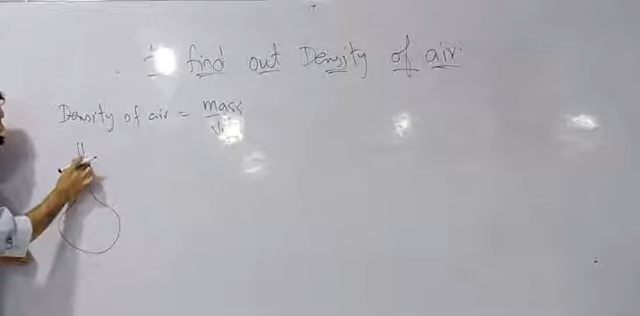 find out Density of air
Density of air = mass